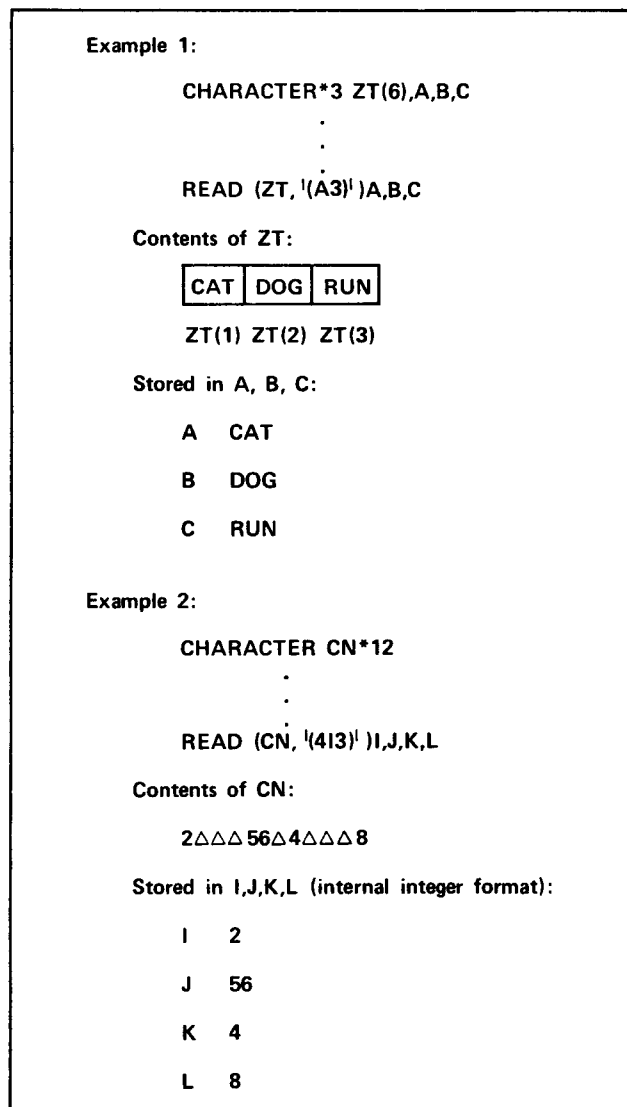 Example 1:
CHARACTER*3 ZT(6),A,B,C
.
.
.
READ (ZT, '(A3)' )A,B,C
Contents of ZT:
CAT DOG RUN
ZT(1) ZT(2) ZT(3)
Stored in A, B, C:
A CAT
B DOG
C RUN
Example 2:
CHARACTER CN*12
.
.
.
READ (CN, '(4I3)' )I,J,K,L
Contents of CN:
2△△△56△4△△△8
Stored in I,J,K,L (internal integer format):
I 2
J 56
K 4
L 8